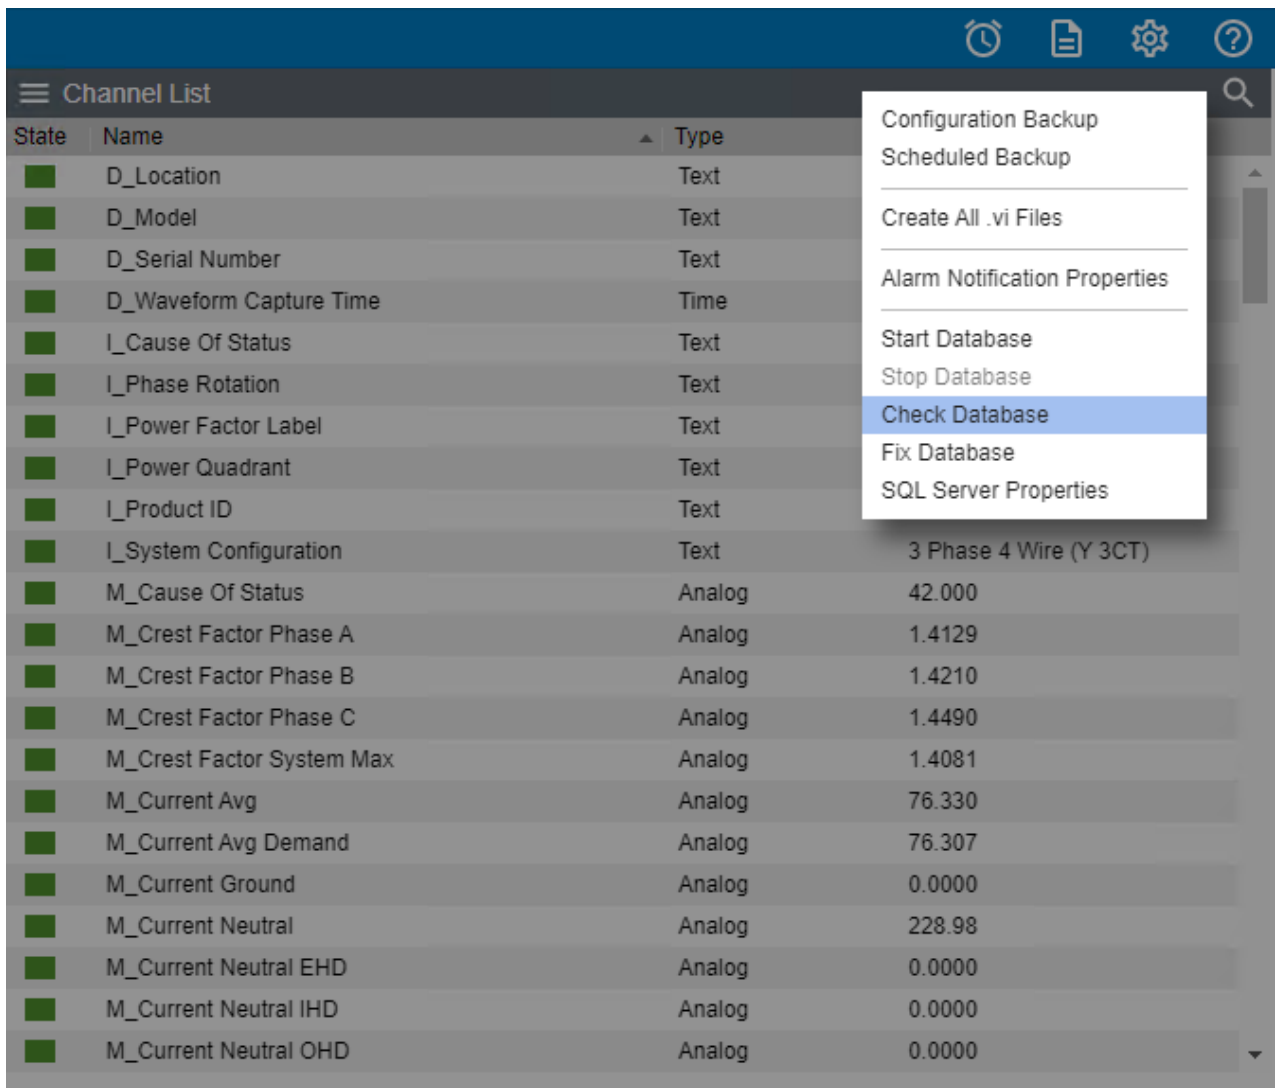 Channel List
State Name Type
D_Location Text
D_Model Text
D_Serial Number Text
D_Waveform Capture Time Time
I_Cause Of Status Text
I_Phase Rotation Text
I_Power Factor Label Text
I_Power Quadrant Text
I_Product ID Text
I_System Configuration Text 3 Phase 4 Wire (Y 3CT)
M_Cause Of Status Analog 42.000
M_Crest Factor Phase A Analog 1.4129
M_Crest Factor Phase B Analog 1.4210
M_Crest Factor Phase C Analog 1.4490
M_Crest Factor System Max Analog 1.4081
M_Current Avg Analog 76.330
M_Current Avg Demand Analog 76.307
M_Current Ground Analog 0.0000
M_Current Neutral Analog 228.98
M_Current Neutral EHD Analog 0.0000
M_Current Neutral IHD Analog 0.0000
M_Current Neutral OHD Analog 0.0000
Configuration Backup
Scheduled Backup
Create All .vi Files
Alarm Notification Properties
Start Database
Stop Database
Check Database
Fix Database
SQL Server Properties